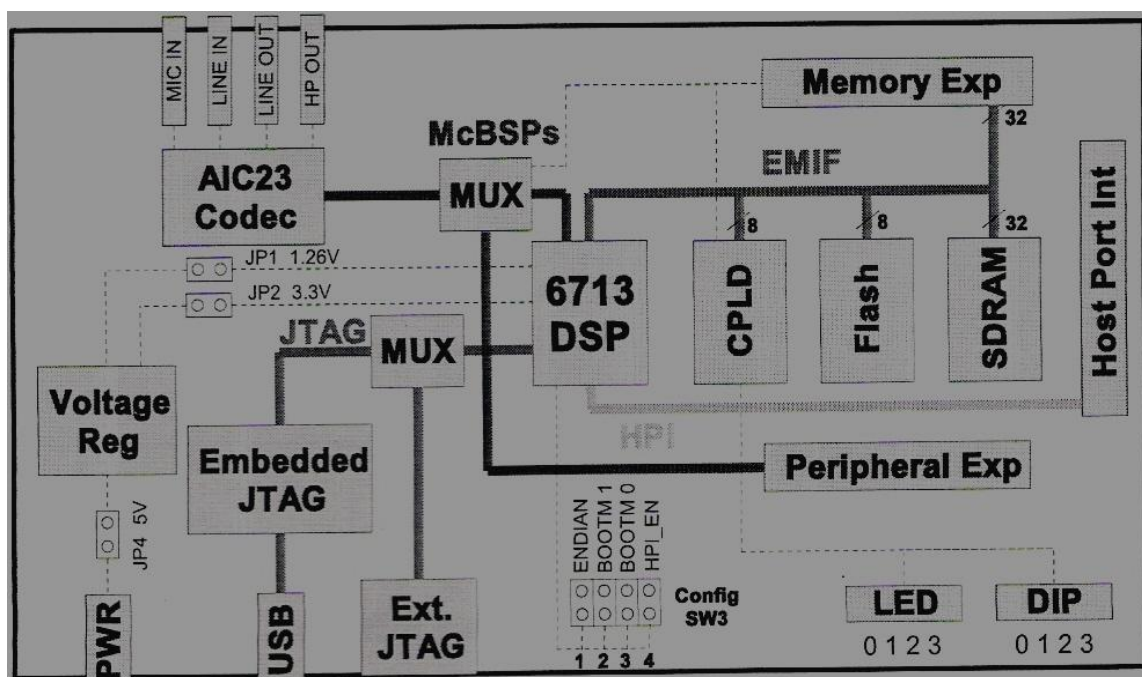 MIC IN
LINE IN
LINE OUT
HP OUT
AIC23
Codec
McBSPs
MUX
Memory Exp
32
EMIF
8
8
32
Host Port Int
6713
DSP
CPLD
Flash
SDRAM
JP1 1.26V
JP2 3.3V
JTAG
MUX
Voltage
Reg
Embedded
JTAG
HPI
Peripheral Exp
JP4 5V
ENDIAN
BOOTM 1
BOOTM 0
HPI_EN
Config
SW3
1 2 3 4
PWR
USB
Ext.
JTAG
LED
0 1 2 3
DIP
0 1 2 3